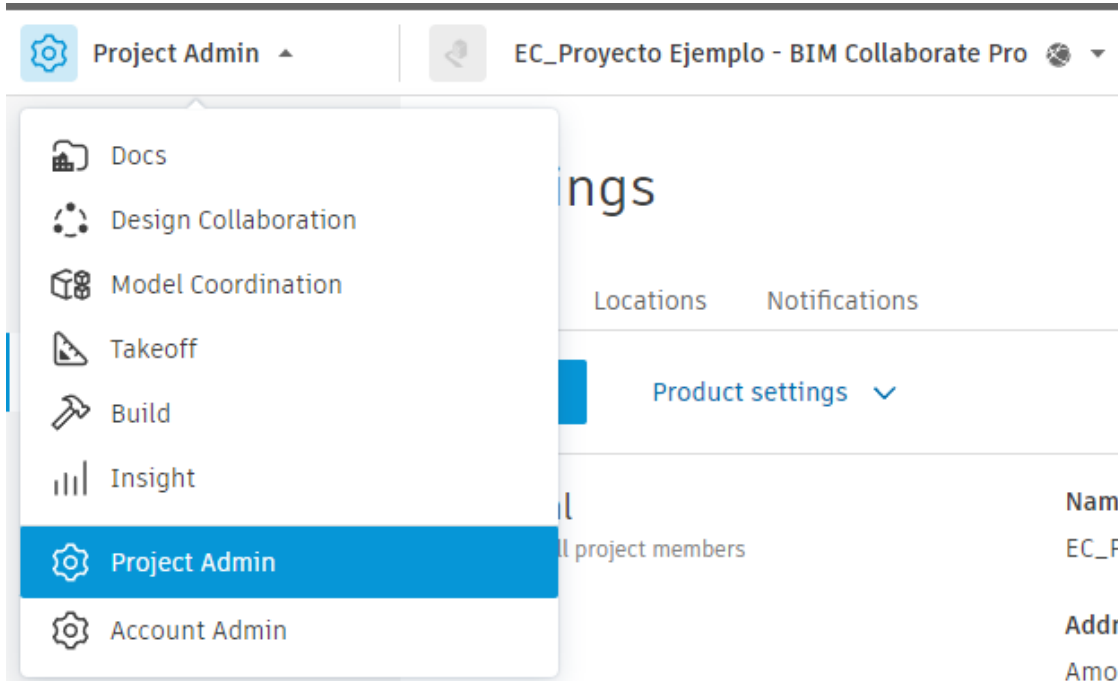 Project Admin
EC_Proyecto Ejemplo - BIM Collaborate Pro
Docs
Design Collaboration
Model Coordination
Takeoff
Build
Insight
Project Admin
Account Admin
ings
Locations Notifications
Product settings
l
ll project members
Nam
EC_P
Addr
Amo